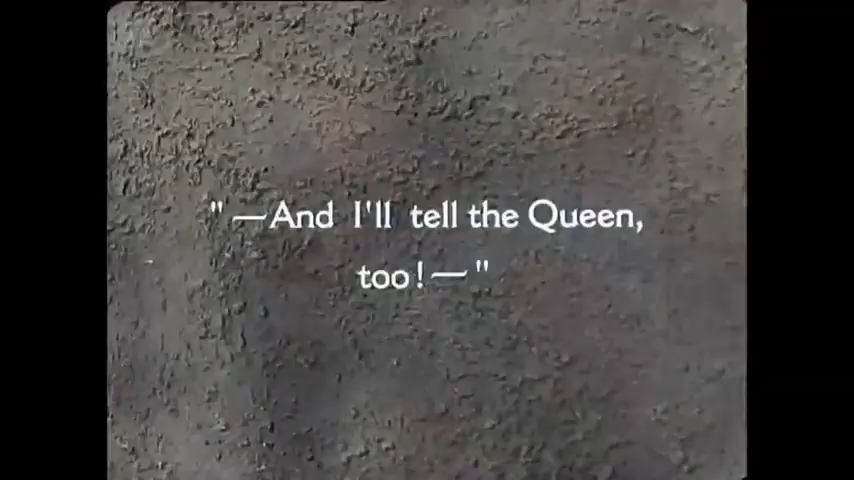 "—And I'll tell the Queen,
too!—"